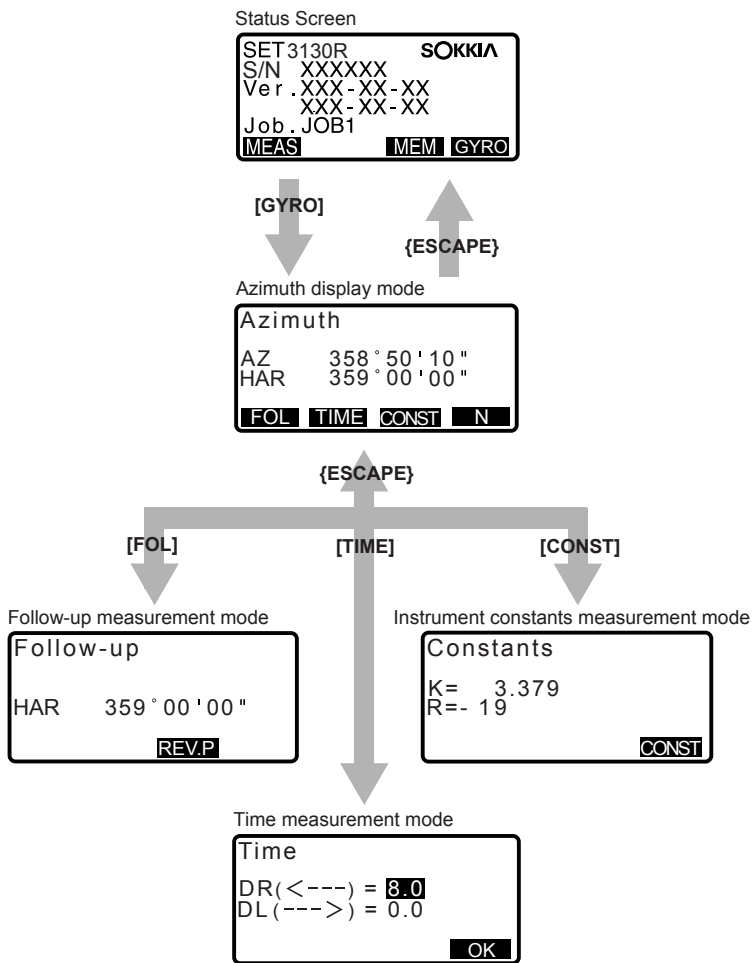 Status Screen
SET3130R SOKKIA
S/N XXXXXX
Ver.XXX-XX-XX
XXX-XX-XX
Job.JOB1
MEAS MEM GYRO
[GYRO]
{ESCAPE}
Azimuth display mode
Azimuth
AZ 358°50'10"
HAR 359°00'00"
FOL TIME CONST N
{ESCAPE}
[FOL] [TIME] [CONST]
Follow-up measurement mode
Follow-up
HAR 359°00'00"
REV.P
Instrument constants measurement mode
Constants
K= 3.379
R=- 19
CONST
Time measurement mode
Time
DR(<---) = 8.0
DL(--->) = 0.0
OK